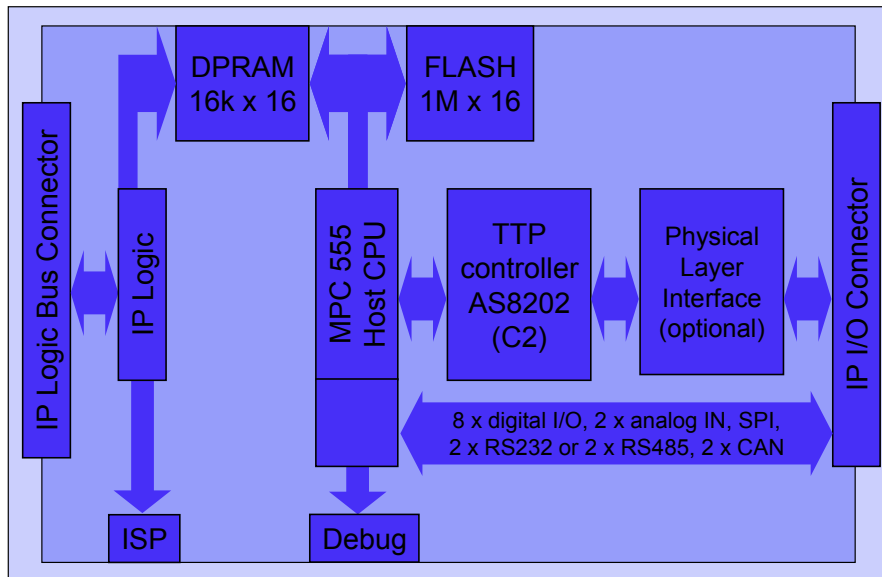 DPRAM
16k x 16
FLASH
1M x 16
IP Logic Bus Connector
IP Logic
MPC 555
Host CPU
TTP
controller
AS8202
(C2)
Physical
Layer
Interface
(optional)
IP I/O Connector
8 x digital I/O, 2 x analog IN, SPI,
2 x RS232 or 2 x RS485, 2 x CAN
ISP
Debug